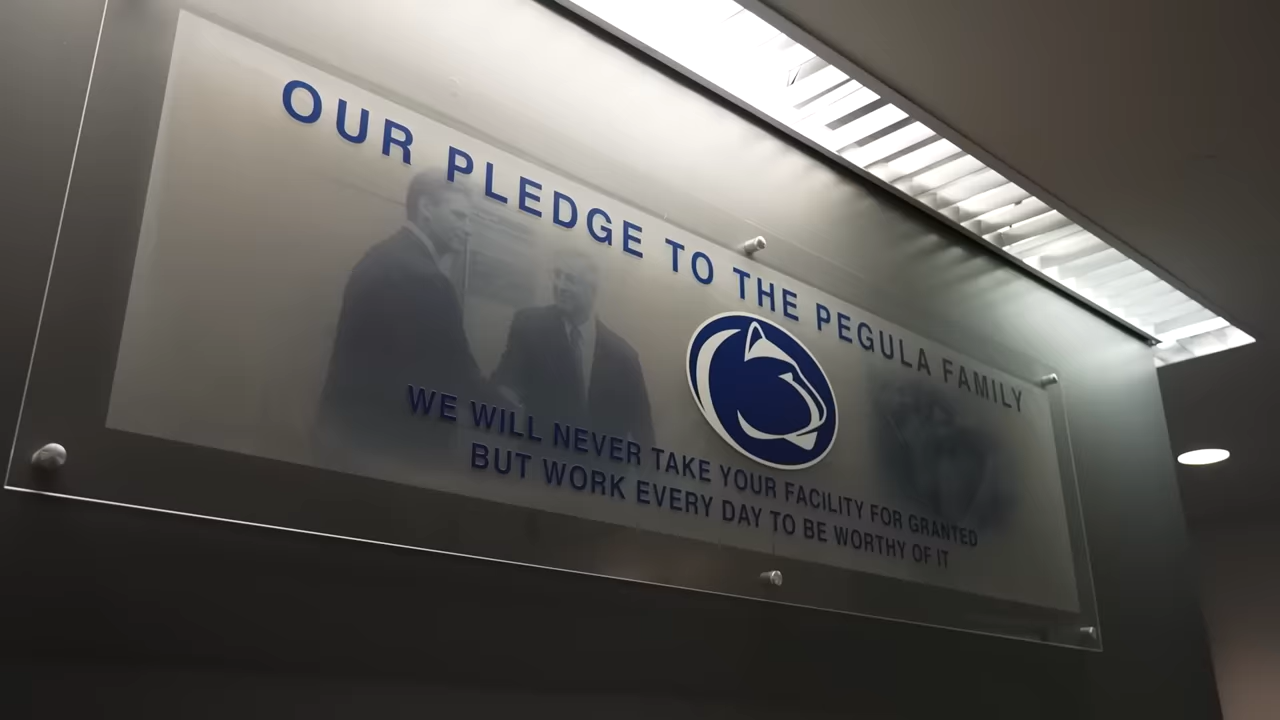 OUR PLEDGE TO THE PEGULA FAMILY
WE WILL NEVER TAKE YOUR FACILITY FOR GRANTED
BUT WORK EVERY DAY TO BE WORTHY OF IT